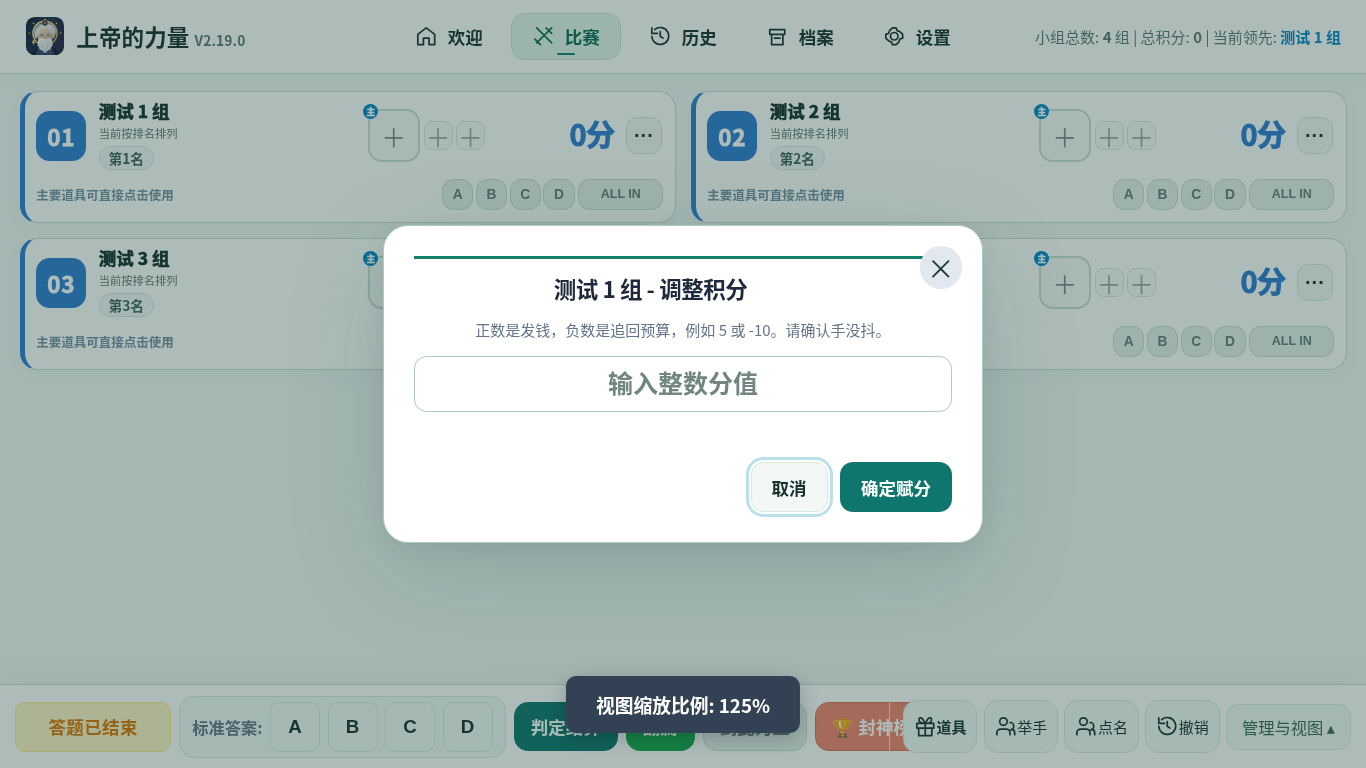 上帝的力量 V2.19.0
欢迎
比赛
历史
档案
设置
小组总数: 4 组 | 总积分: 0 | 当前领先: 测试 1 组
01
测试 1 组
当前按排名排列
第1名
主
0分
...
主要道具可直接点击使用
A B C D ALL IN
02
测试 2 组
当前按排名排列
第2名
主
0分
...
主要道具可直接点击使用
A B C D ALL IN
03
测试 3 组
当前按排名排列
第3名
主
主要道具可直接点击使用
主
0分
...
A B C D ALL IN
测试 1 组 - 调整积分
正数是发钱，负数是追回预算，例如 5 或 -10。请确认手没抖。
输入整数分值
取消
确定赋分
视图缩放比例: 125%
答题已结束
标准答案:
A B C D
判定
封神榜
道具
举手
点名
撤销
管理与视图 ▴